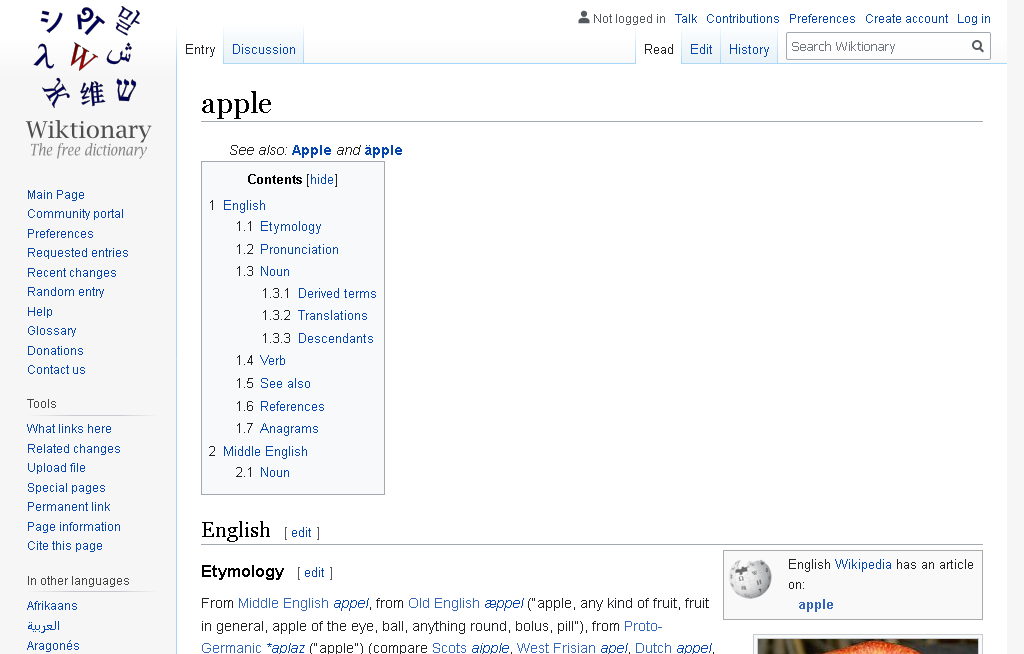 Not logged in Talk Contributions Preferences Create account Log in
Entry Discussion Read Edit History Search Wiktionary
Wiktionary
The free dictionary
Main Page
Community portal
Preferences
Requested entries
Recent changes
Random entry
Help
Glossary
Donations
Contact us
Tools
What links here
Related changes
Upload file
Special pages
Permanent link
Page information
Cite this page
In other languages
Afrikaans
العربية
Aragonés
apple
See also: Apple and äpple
Contents [hide]
1 English
1.1 Etymology
1.2 Pronunciation
1.3 Noun
1.3.1 Derived terms
1.3.2 Translations
1.3.3 Descendants
1.4 Verb
1.5 See also
1.6 References
1.7 Anagrams
2 Middle English
2.1 Noun
English [ edit ]
Etymology [ edit ]
From Middle English appel, from Old English æppel ("apple, any kind of fruit, fruit
in general, apple of the eye, ball, anything round, bolus, pill"), from Proto-
Germanic *aplaz ("apple") (compare Scots aipple, West Frisian apel, Dutch appel,
English Wikipedia has an article
on:
apple